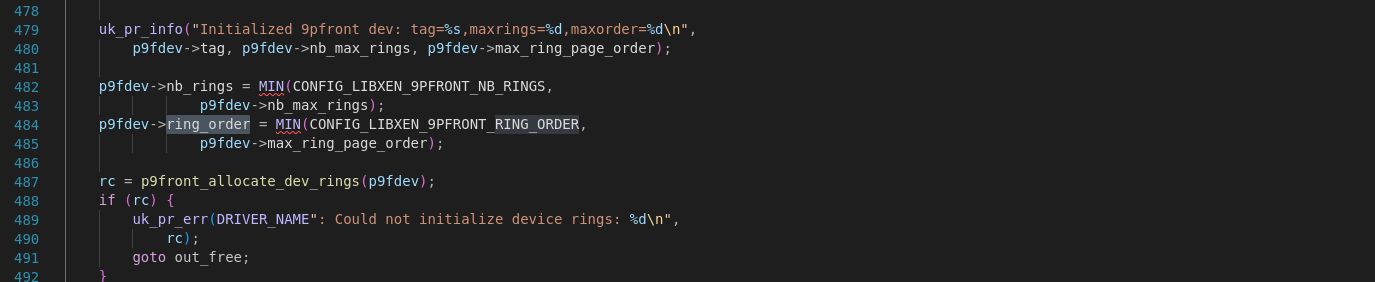 478
479 uk_pr_info("Initialized 9pfront dev: tag=%s,maxrings=%d,maxorder=%d\n",
480 p9fdev->tag, p9fdev->nb_max_rings, p9fdev->max_ring_page_order);
481
482 p9fdev->nb_rings = MIN(CONFIG_LIBXEN_9PFRONT_NB_RINGS,
483 p9fdev->nb_max_rings);
484 p9fdev->ring_order = MIN(CONFIG_LIBXEN_9PFRONT_RING_ORDER,
485 p9fdev->max_ring_page_order);
486
487 rc = p9front_allocate_dev_rings(p9fdev);
488 if (rc) {
489 uk_pr_err(DRIVER_NAME": Could not initialize device rings: %d\n",
490 rc);
491 goto out_free;
492 }